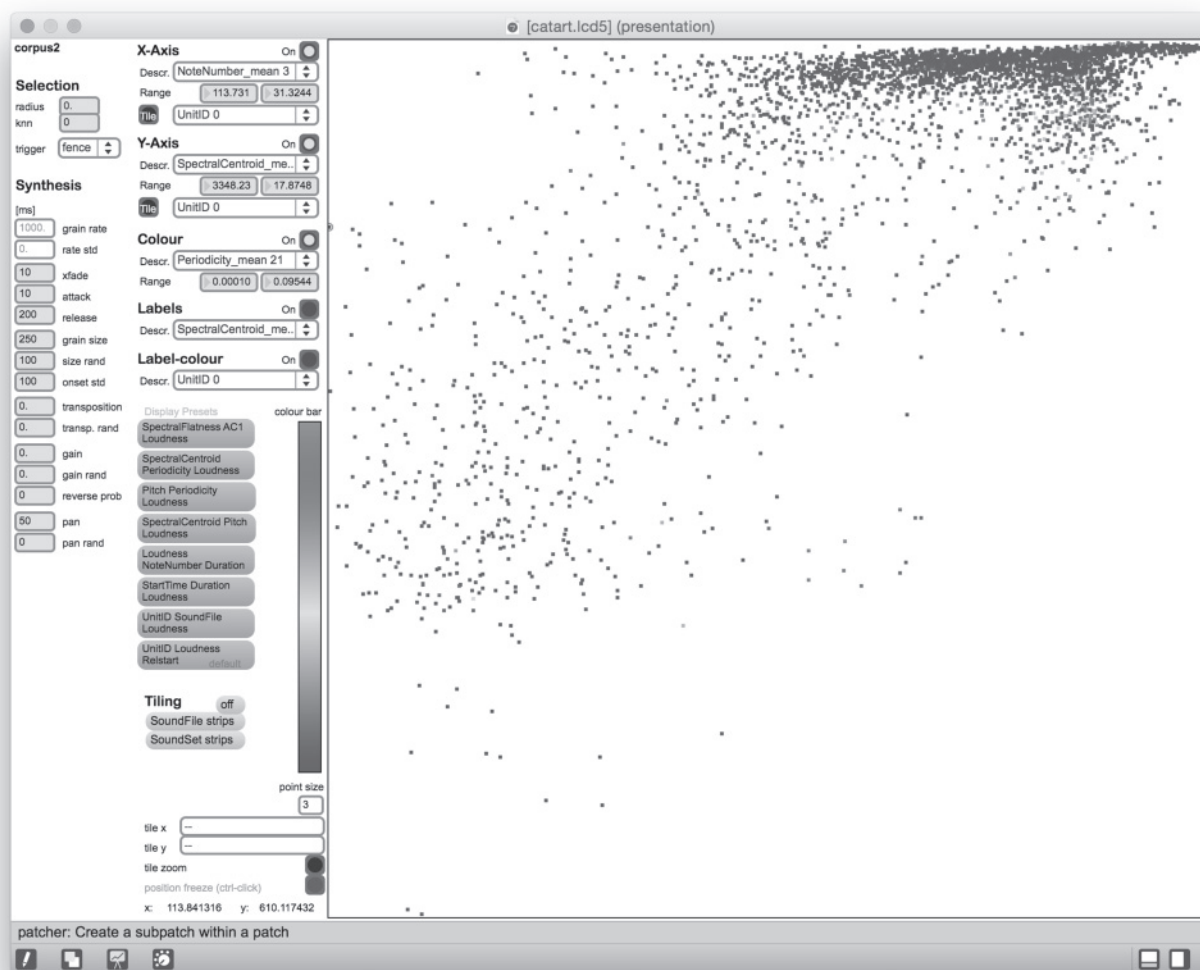 [catart.lcd5] (presentation)
corpus2
Selection
radius 0.
knn 0
trigger fence
Synthesis
[ms]
1000. grain rate
0. rate std
10 xfade
10 attack
200 release
250 grain size
100 size rand
100 onset std
0. transposition
0. transp. rand
0. gain
0. gain rand
0 reverse prob
50 pan
0 pan rand
X-Axis On
Descr. NoteNumber_mean 3
Range 113.731 31.3244
Tile UnitID 0
Y-Axis On
Descr. SpectralCentroid_me..
Range 3348.23 17.8748
Tile UnitID 0
Colour On
Descr. Periodicity_mean 21
Range 0.00010 0.09544
Labels On
Descr. SpectralCentroid_me..
Label-colour On
Descr. UnitID 0
Display Presets
colour bar
SpectralFlatness AC1
Loudness
SpectralCentroid
Periodicity Loudness
Pitch Periodicity
Loudness
SpectralCentroid Pitch
Loudness
Loudness
NoteNumber Duration
StartTime Duration
Loudness
UnitID SoundFile
Loudness
UnitID Loudness
Relstart default
Tiling off
SoundFile strips
SoundSet strips
point size
3
tile x --
tile y --
tile zoom
position freeze (ctrl-click)
x: 113.841316 y: 610.117432
patcher: Create a subpatch within a patch